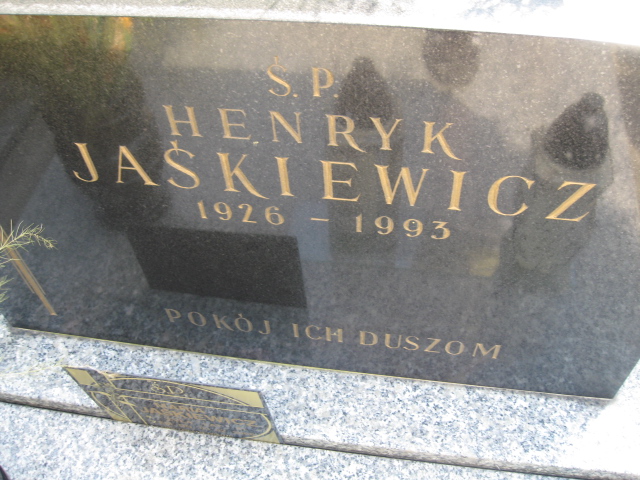 Ś. P.
HENRYK
JAŚKIEWICZ
1926 – 1993
POKÓJ ICH DUSZOM
Ś.P.